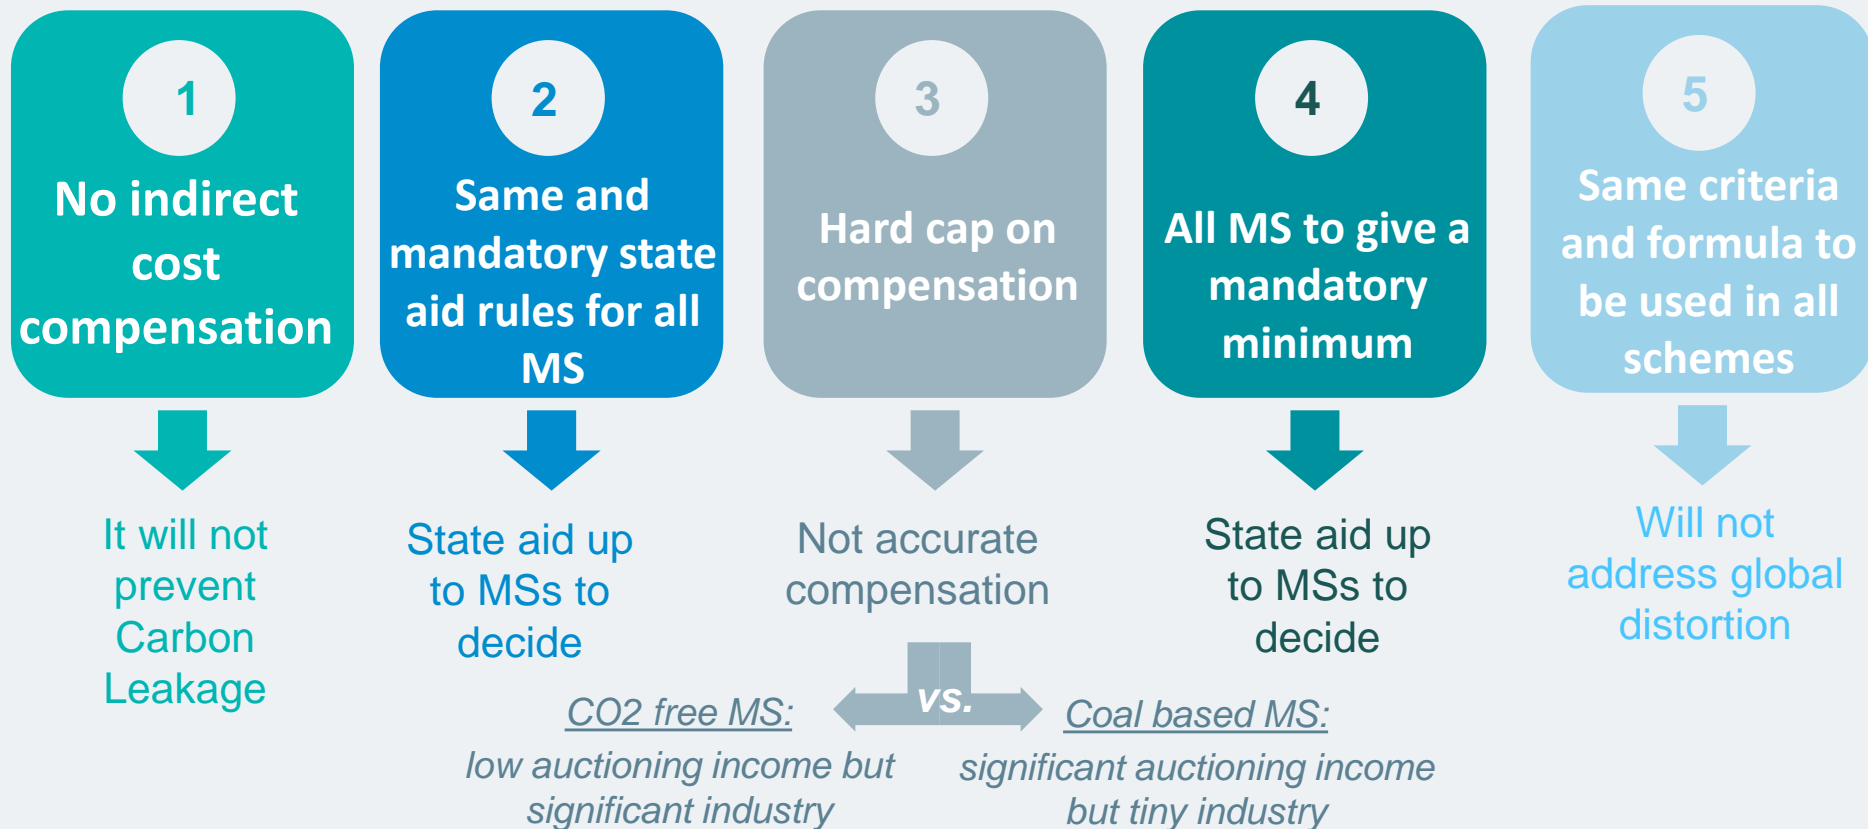 1
No indirect
cost
compensation
It will not
prevent
Carbon
Leakage
2
Same and
mandatory state
aid rules for all
MS
State aid up
to MSs to
decide
3
Hard cap on
compensation
Not accurate
compensation
vs.
CO2 free MS:
low auctioning income but
significant industry
Coal based MS:
significant auctioning income
but tiny industry
4
All MS to give a
mandatory
minimum
State aid up
to MSs to
decide
5
Same criteria
and formula to
be used in all
schemes
Will not
address global
distortion